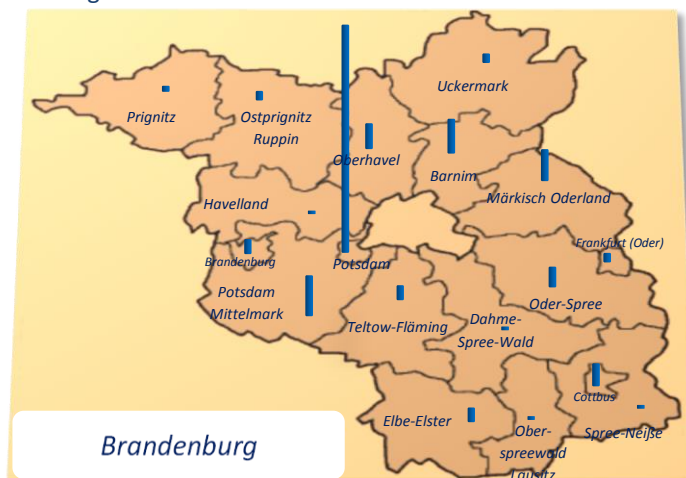 Uckermark
Prignitz
Ostprignitz
Ruppin
Oberhavel
Barnim
Märkisch Oderland
Havelland
Frankfurt (Oder)
Brandenburg
Potsdam
Potsdam
Mittelmark
Oder-Spree
Teltow-Fläming
Dahme-
Spree-Wald
Cottbus
Elbe-Elster
Ober-
spreewald
Lausitz
Spree-Neiße
Brandenburg